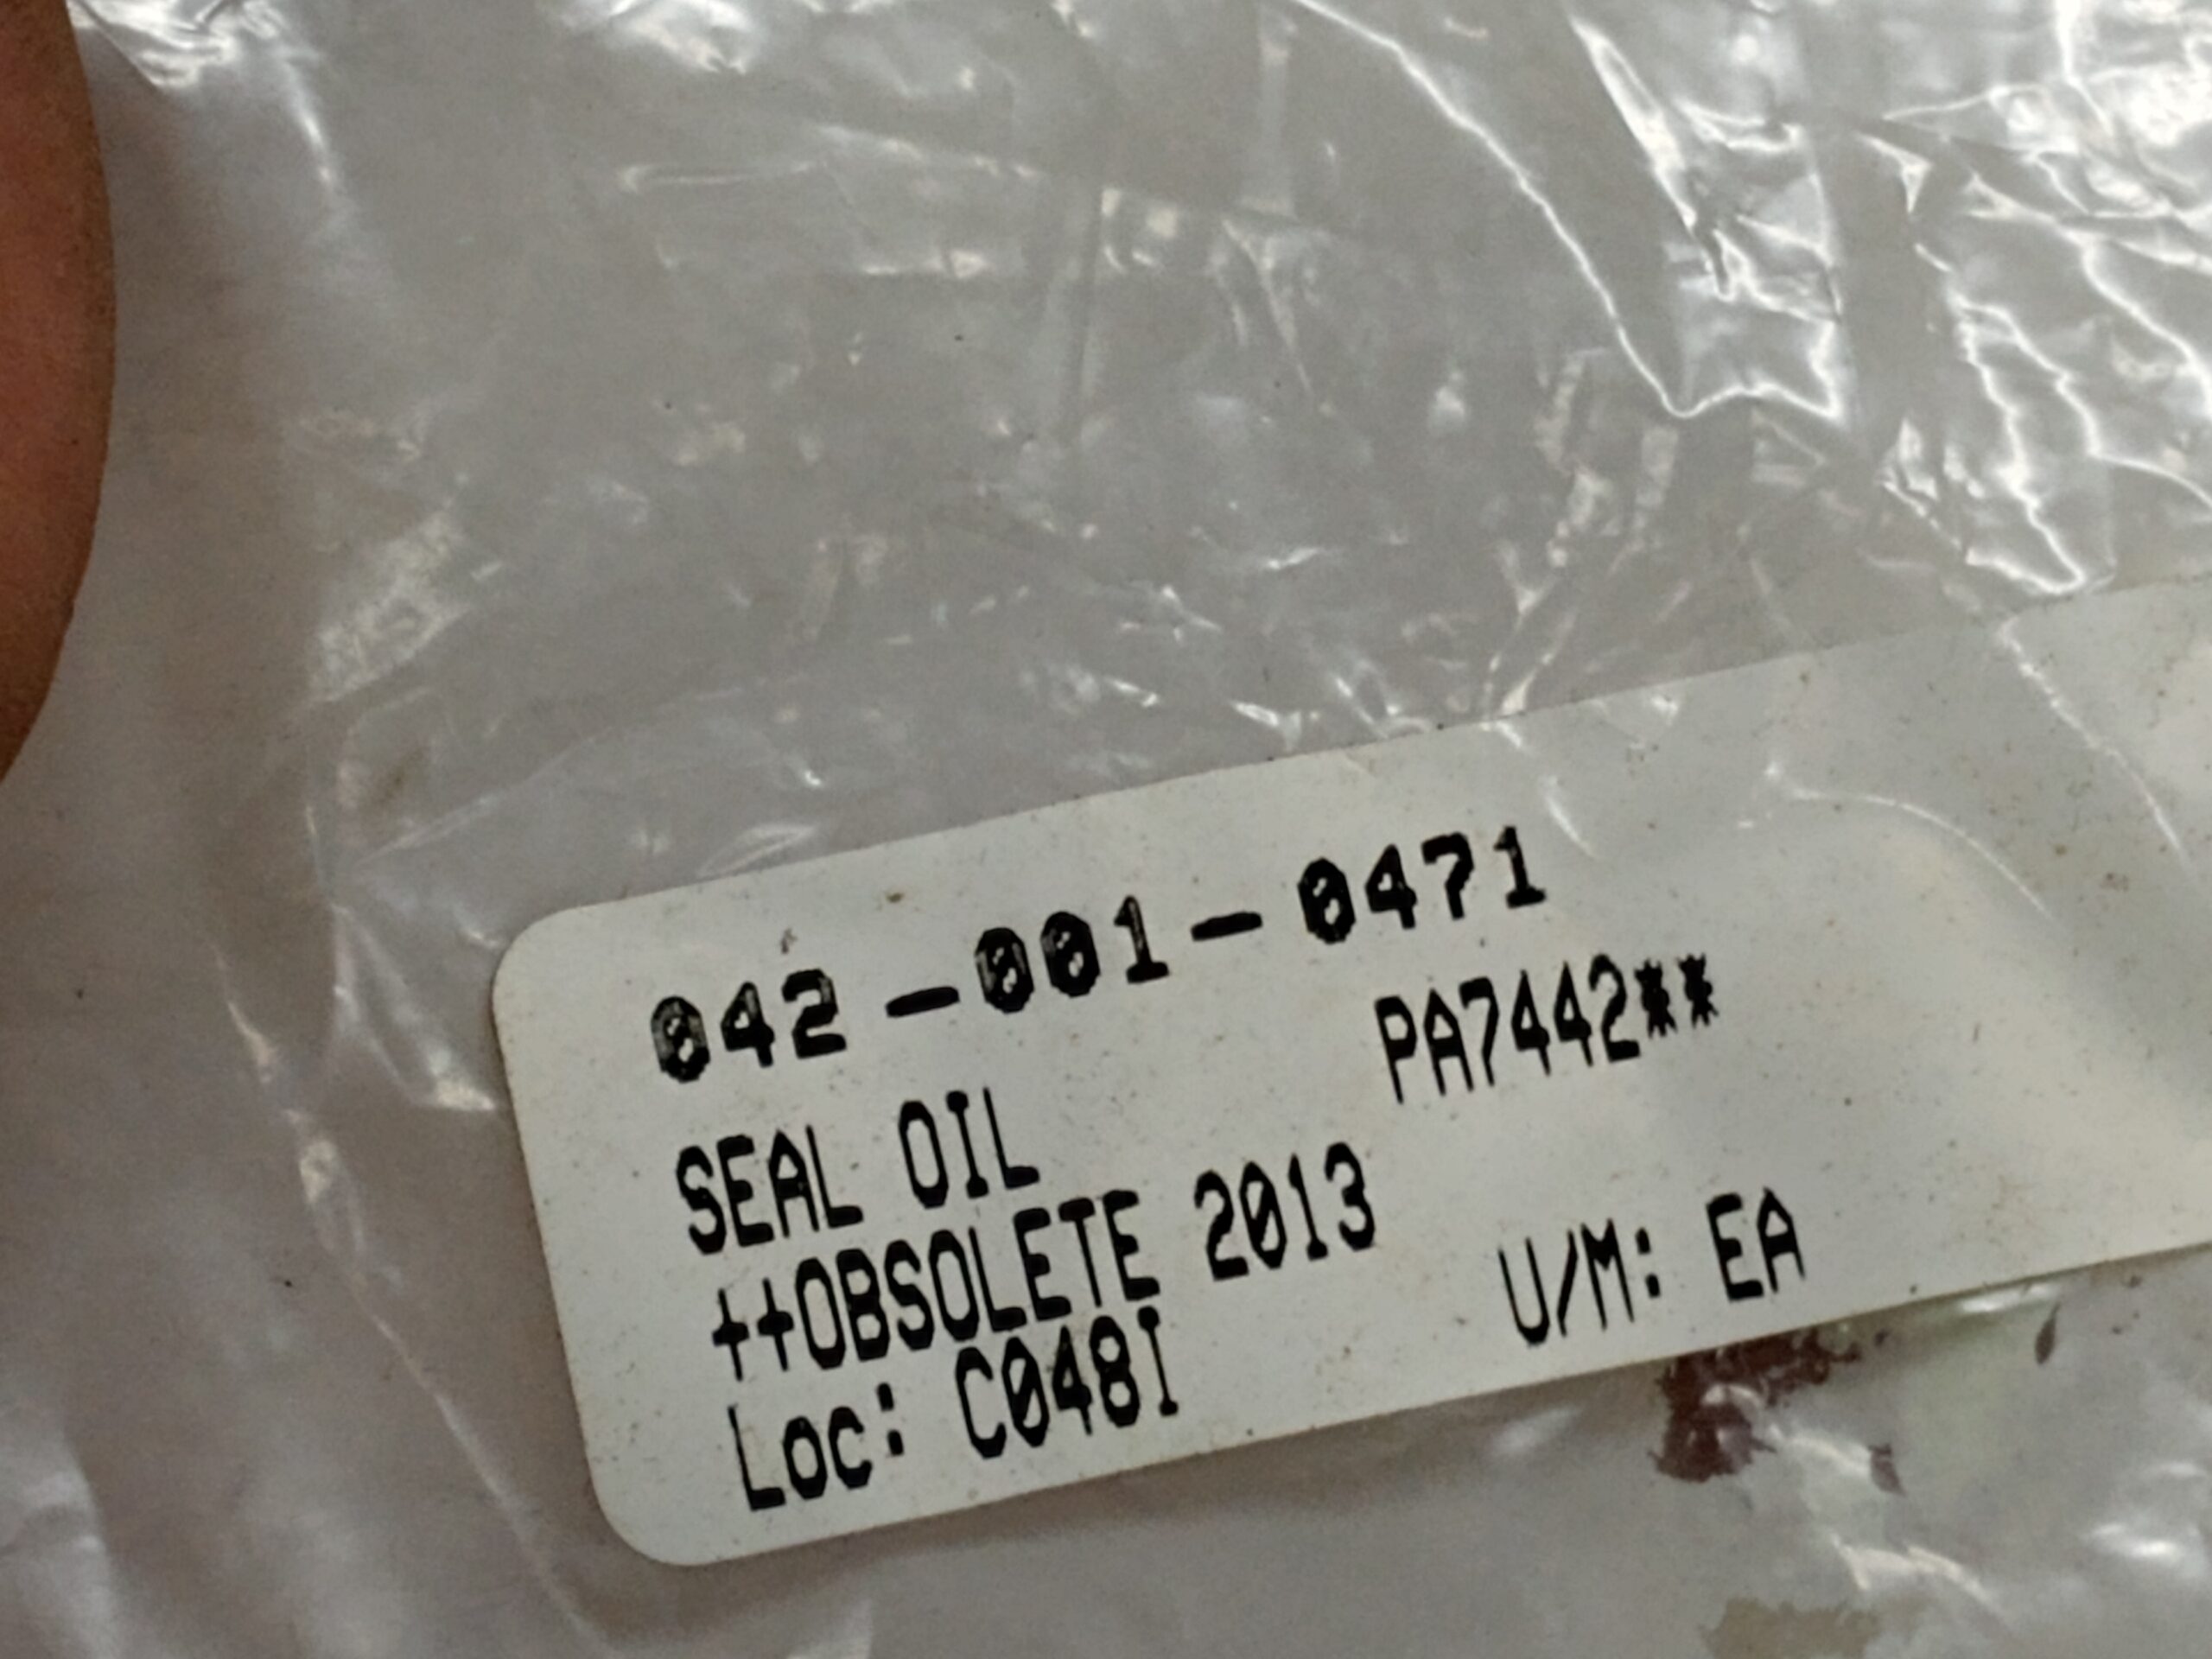 042-001-0471
PA7442**
SEAL OIL
++OBSOLETE 2013
U/M: EA
Loc: C048I